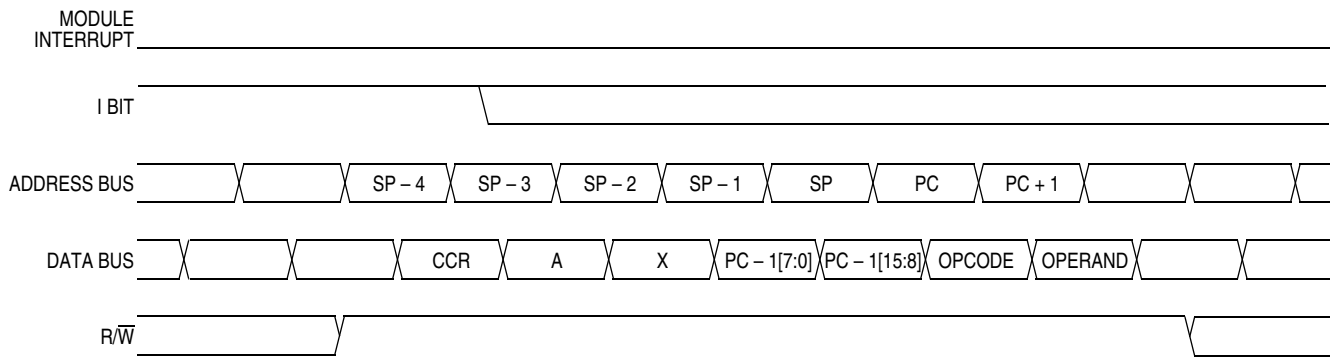 MODULE
INTERRUPT
I BIT
ADDRESS BUS SP – 4 SP – 3 SP – 2 SP – 1 SP PC PC + 1
DATA BUS CCR A X PC – 1[7:0] PC – 1[15:8] OPCODE OPERAND
R/W̅